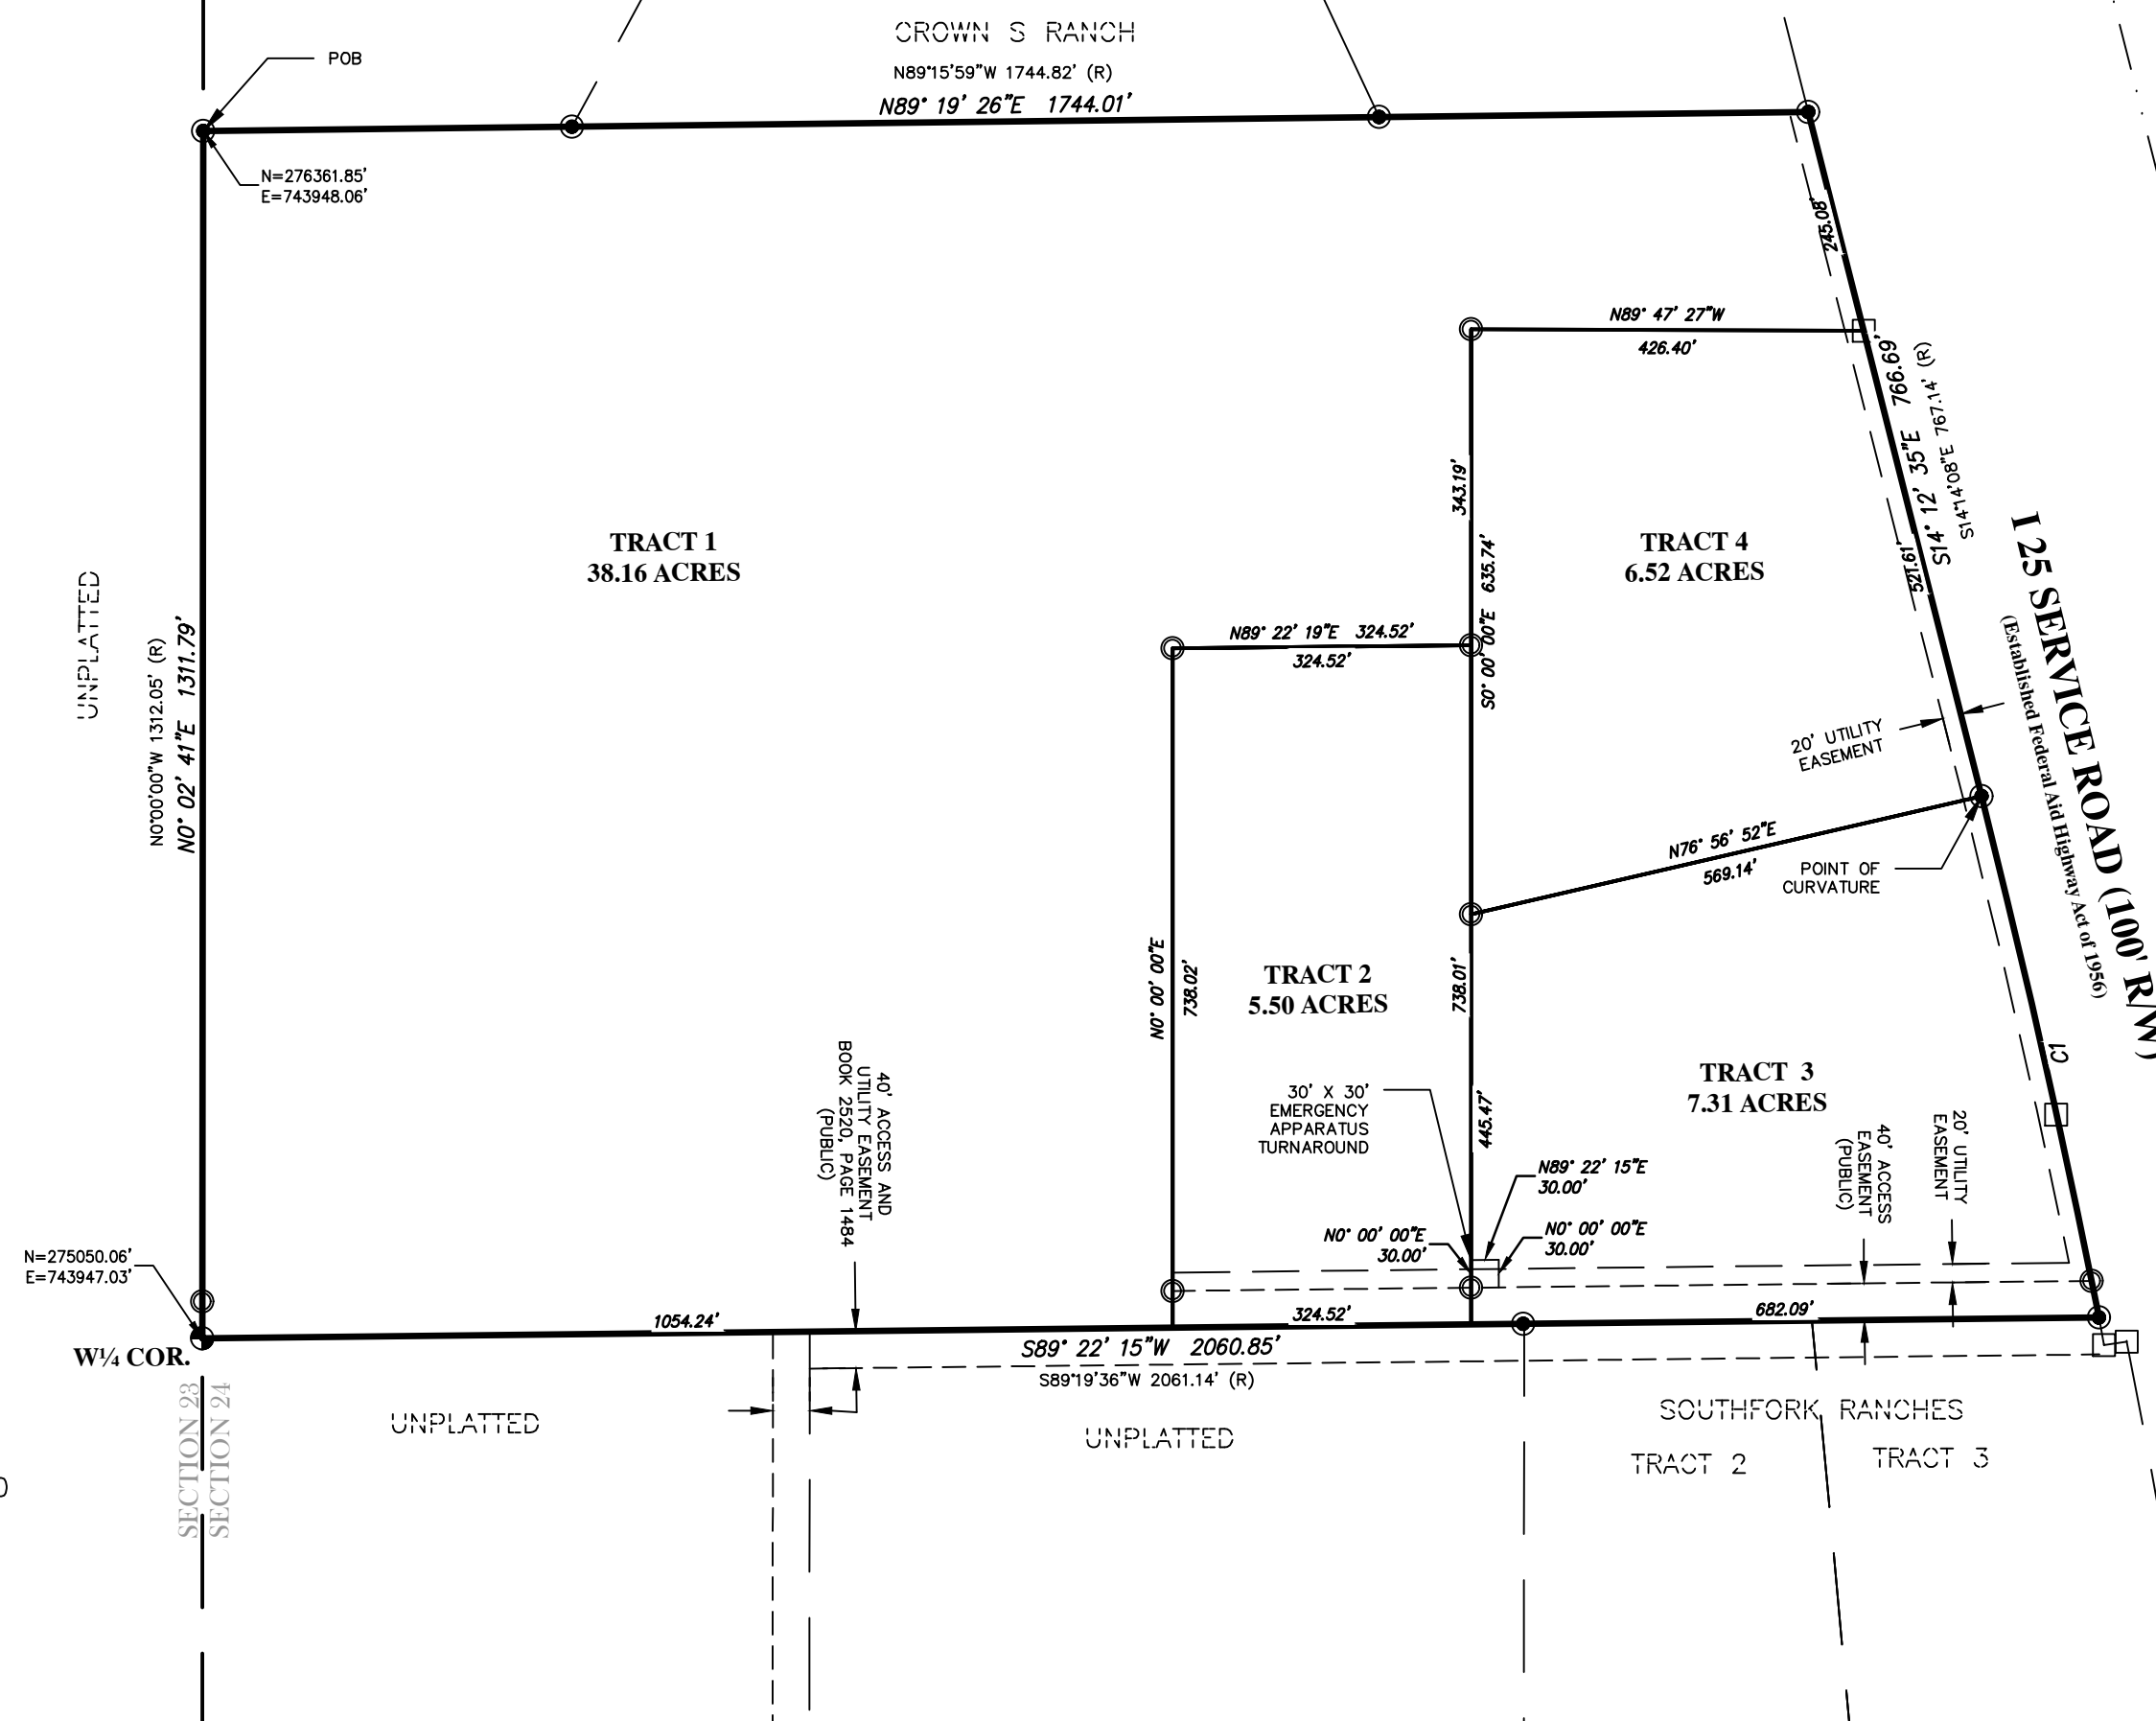 CROWN S RANCH
N89°15'59"W 1744.82' (R)
N89° 19' 26"E 1744.01'
POB
N=276361.85'
E=743948.06'
245.08'
N89° 47' 27"W
426.40'
S14° 12' 35"E 766.69'
S14°14'08"E 767.14' (R)
521.61'
I 25 SERVICE ROAD (100' R/W)
(Established Federal Aid Highway Act of 1956)
TRACT 1
38.16 ACRES
343.19'
S0° 00' 00"E 635.74'
TRACT 4
6.52 ACRES
UNPLATTED
N0°00'00"W 1312.05' (R)
N0° 02' 41"E 1311.79'
N89° 22' 19"E 324.52'
324.52'
20' UTILITY
EASEMENT
N76° 56' 52"E
569.14'
POINT OF
CURVATURE
N0° 00' 00"E
738.02'
TRACT 2
5.50 ACRES
738.01'
C1
TRACT 3
7.31 ACRES
40' ACCESS AND
UTILITY EASEMENT
BOOK 2520, PAGE 1484
(PUBLIC)
30' X 30'
EMERGENCY
APPARATUS
TURNAROUND
445.47'
N89° 22' 15"E
30.00'
N0° 00' 00"E
30.00'
N0° 00' 00"E
30.00'
40' ACCESS
EASEMENT
(PUBLIC)
20' UTILITY
EASEMENT
N=275050.06'
E=743947.03'
W¼ COR.
1054.24'
324.52'
682.09'
S89° 22' 15"W 2060.85'
S89°19'36"W 2061.14' (R)
SECTION 23
SECTION 24
UNPLATTED
UNPLATTED
SOUTHFORK RANCHES
TRACT 2
TRACT 3